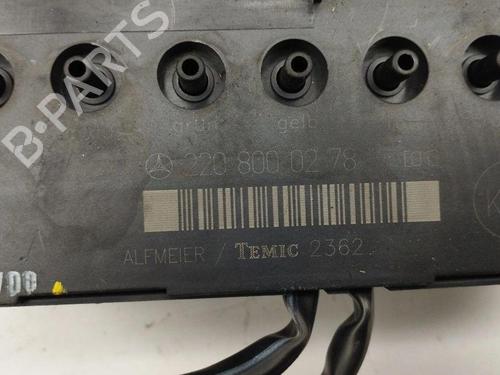 B-PARTS
grün gelb
220 800 02 78
ALFMEIER / TEMIC 2362